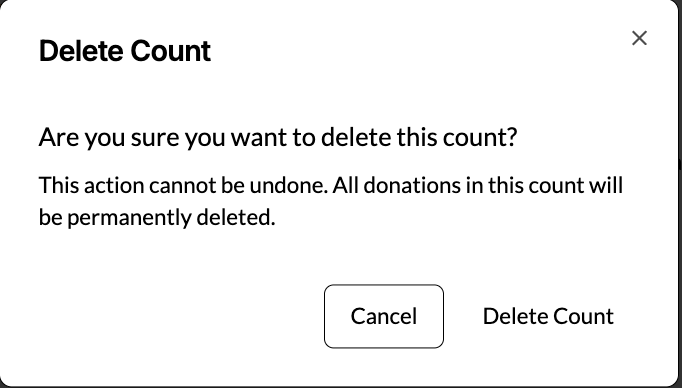 Delete Count
Are you sure you want to delete this count?
This action cannot be undone. All donations in this count will
be permanently deleted.
Cancel
Delete Count